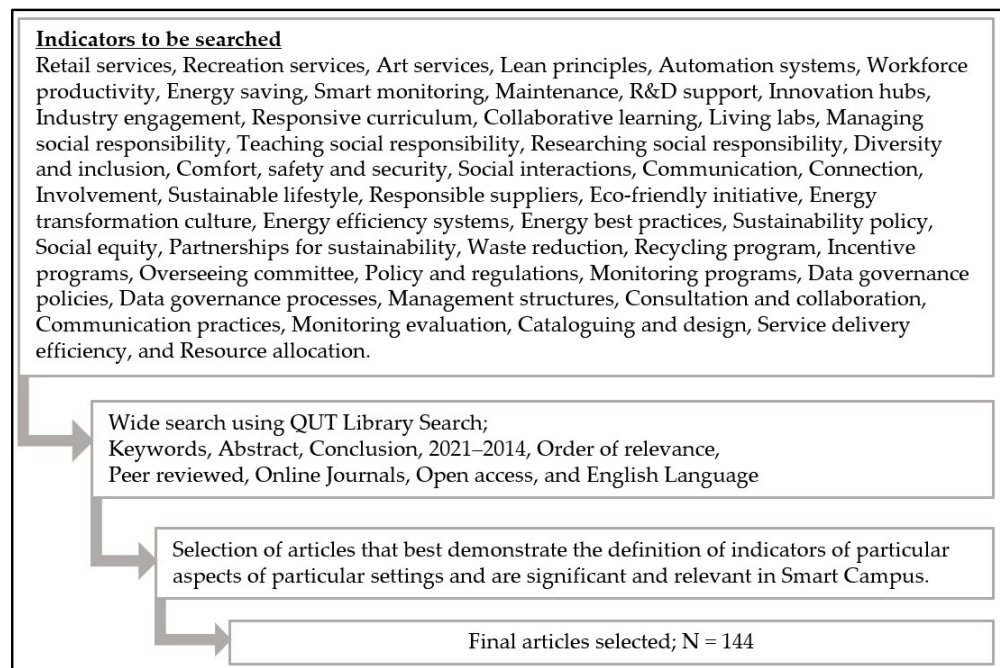 Indicators to be searched
Retail services, Recreation services, Art services, Lean principles, Automation systems, Workforce
productivity, Energy saving, Smart monitoring, Maintenance, R&D support, Innovation hubs,
Industry engagement, Responsive curriculum, Collaborative learning, Living labs, Managing
social responsibility, Teaching social responsibility, Researching social responsibility, Diversity
and inclusion, Comfort, safety and security, Social interactions, Communication, Connection,
Involvement, Sustainable lifestyle, Responsible suppliers, Eco-friendly initiative, Energy
transformation culture, Energy efficiency systems, Energy best practices, Sustainability policy,
Social equity, Partnerships for sustainability, Waste reduction, Recycling program, Incentive
programs, Overseeing committee, Policy and regulations, Monitoring programs, Data governance
policies, Data governance processes, Management structures, Consultation and collaboration,
Communication practices, Monitoring evaluation, Cataloguing and design, Service delivery
efficiency, and Resource allocation.
Wide search using QUT Library Search;
Keywords, Abstract, Conclusion, 2021–2014, Order of relevance,
Peer reviewed, Online Journals, Open access, and English Language
Selection of articles that best demonstrate the definition of indicators of particular
aspects of particular settings and are significant and relevant in Smart Campus.
Final articles selected; N = 144